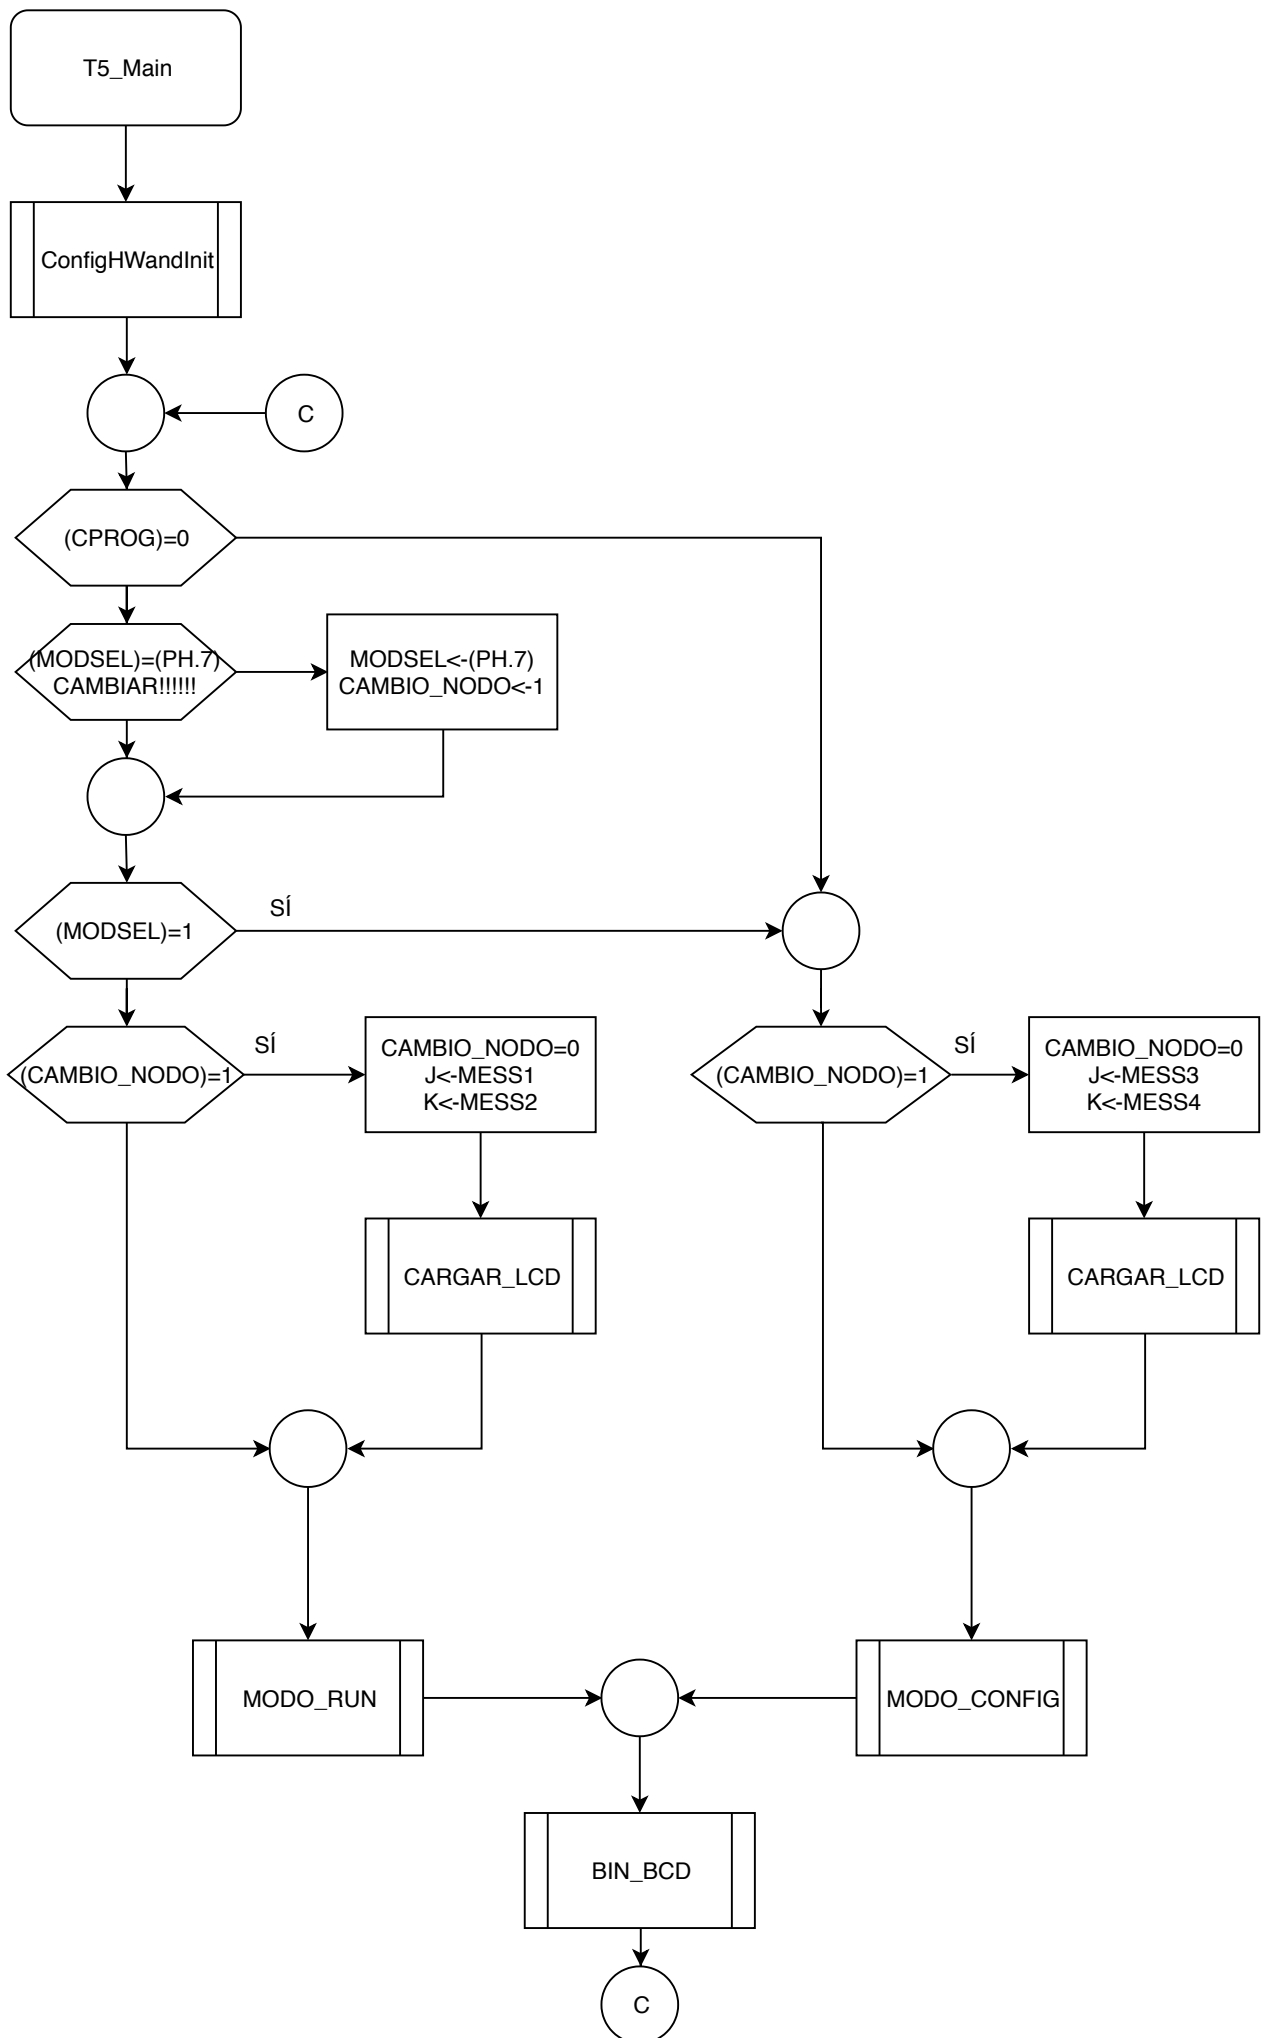 T5_Main
ConfigHWandInit
C
(CPROG)=0
(MODSEL)=(PH.7)
CAMBIAR!!!!!!
MODSEL<-(PH.7)
CAMBIO_NODO<-1
(MODSEL)=1
SÍ
(CAMBIO_NODO)=1
SÍ
CAMBIO_NODO=0
J<-MESS1
K<-MESS2
(CAMBIO_NODO)=1
SÍ
CAMBIO_NODO=0
J<-MESS3
K<-MESS4
CARGAR_LCD
CARGAR_LCD
MODO_RUN
MODO_CONFIG
BIN_BCD
C